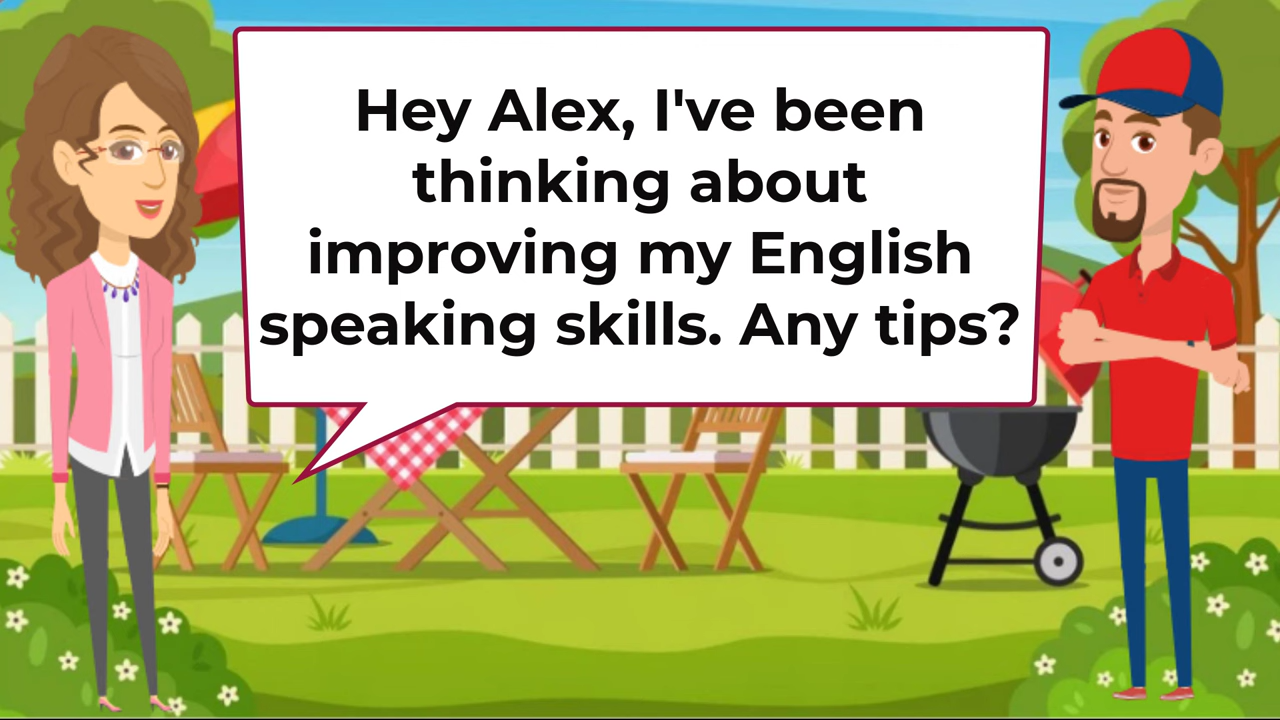 Hey Alex, I've been
thinking about
improving my English
speaking skills. Any tips?